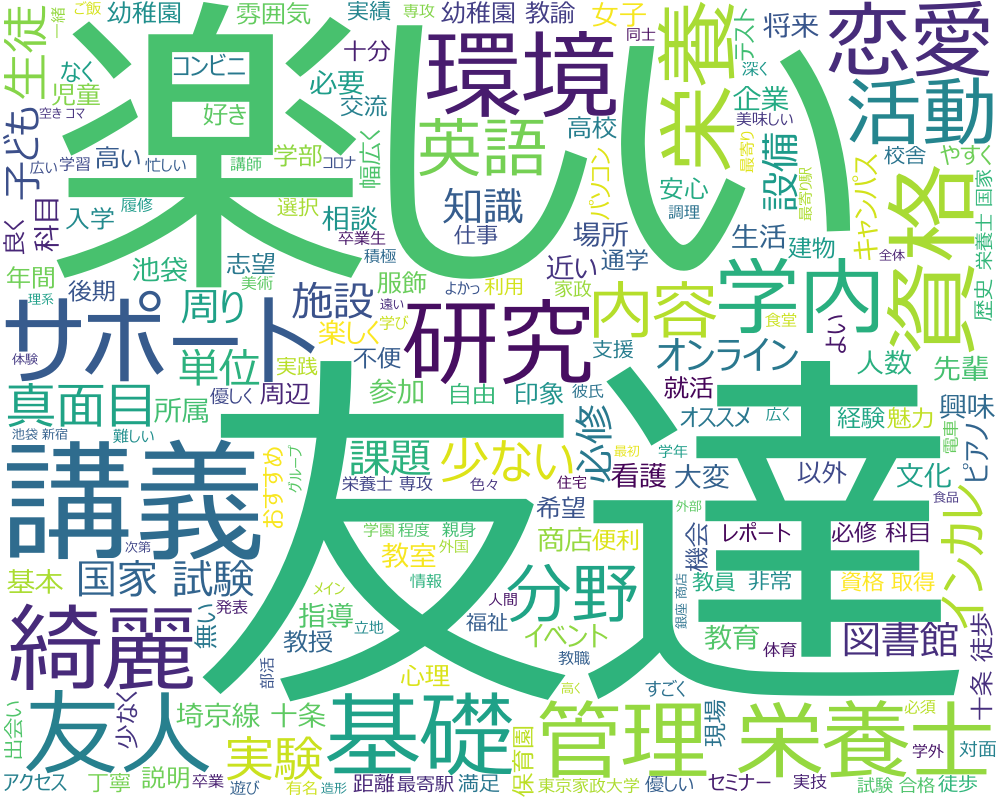 幼稚園
雰囲気
実績
専攻
ご飯
一緒
生徒
なく
児童
コンビニ
十分
必要
交流
好き
楽しい
環境
幼稚園 教諭
女子
同士
栄養
テスト
将来
深く
企業
美味しい
恋愛
活動
空き コマ
子ども
広い
学習
高い
忙しい
講師
学部
コロナ
幅広く
英語
高校
パソコン
最寄り
最寄り駅
設備
校舎
やすく
キャンパス
国家
栄養士
歴史
資格
良く
科目
入学
履修
選択
相談
卒業生
知識
仕事
場所
安心
調理
生活
建物
通学
近い
全体
年間
理系
後期
池袋
志望
美術
積極
服飾
よかっ
利用
家政
内容
学内
食堂
よい
サポート
周り
施設
遠い
楽しく
学び
研究
体験
単位
実践
不便
支援
オンライン
人数
先輩
真面目
所属
優しく
周辺
参加
自由
印象
彼氏
就活
オススメ
広く
経験
魅力
興味
池袋 新宿
難しい
友達
講義
おすすめ
グループ
課題
少ない
必修
最初
学年
看護
大変
以外
文化
電車
ピアノ
栄養士 専攻
色々
住宅
希望
外部
食品
インカレ
次第
基本
国家 試験
学園
程度
親身
教室
外国
商店
便利
機会
レポート
必修 科目
教員
非常
資格 取得
銀座 商店
発表
メイン
情報
人間
分野
綺麗
無い
指導
立地
教授
福祉
イベント
教職
教育
体育
図書館
十条
徒歩
部活
心理
高く
すごく
友人
出会い
少なく
埼京線 十条
基礎
管理 栄養士
現場
必須
学外
対面
実験
保育園
アクセス
丁寧
説明
卒業
遊び
有名
造形
距離
最寄駅
満足
東京家政大学
優しい
セミナー
実技
試験 合格
徒歩